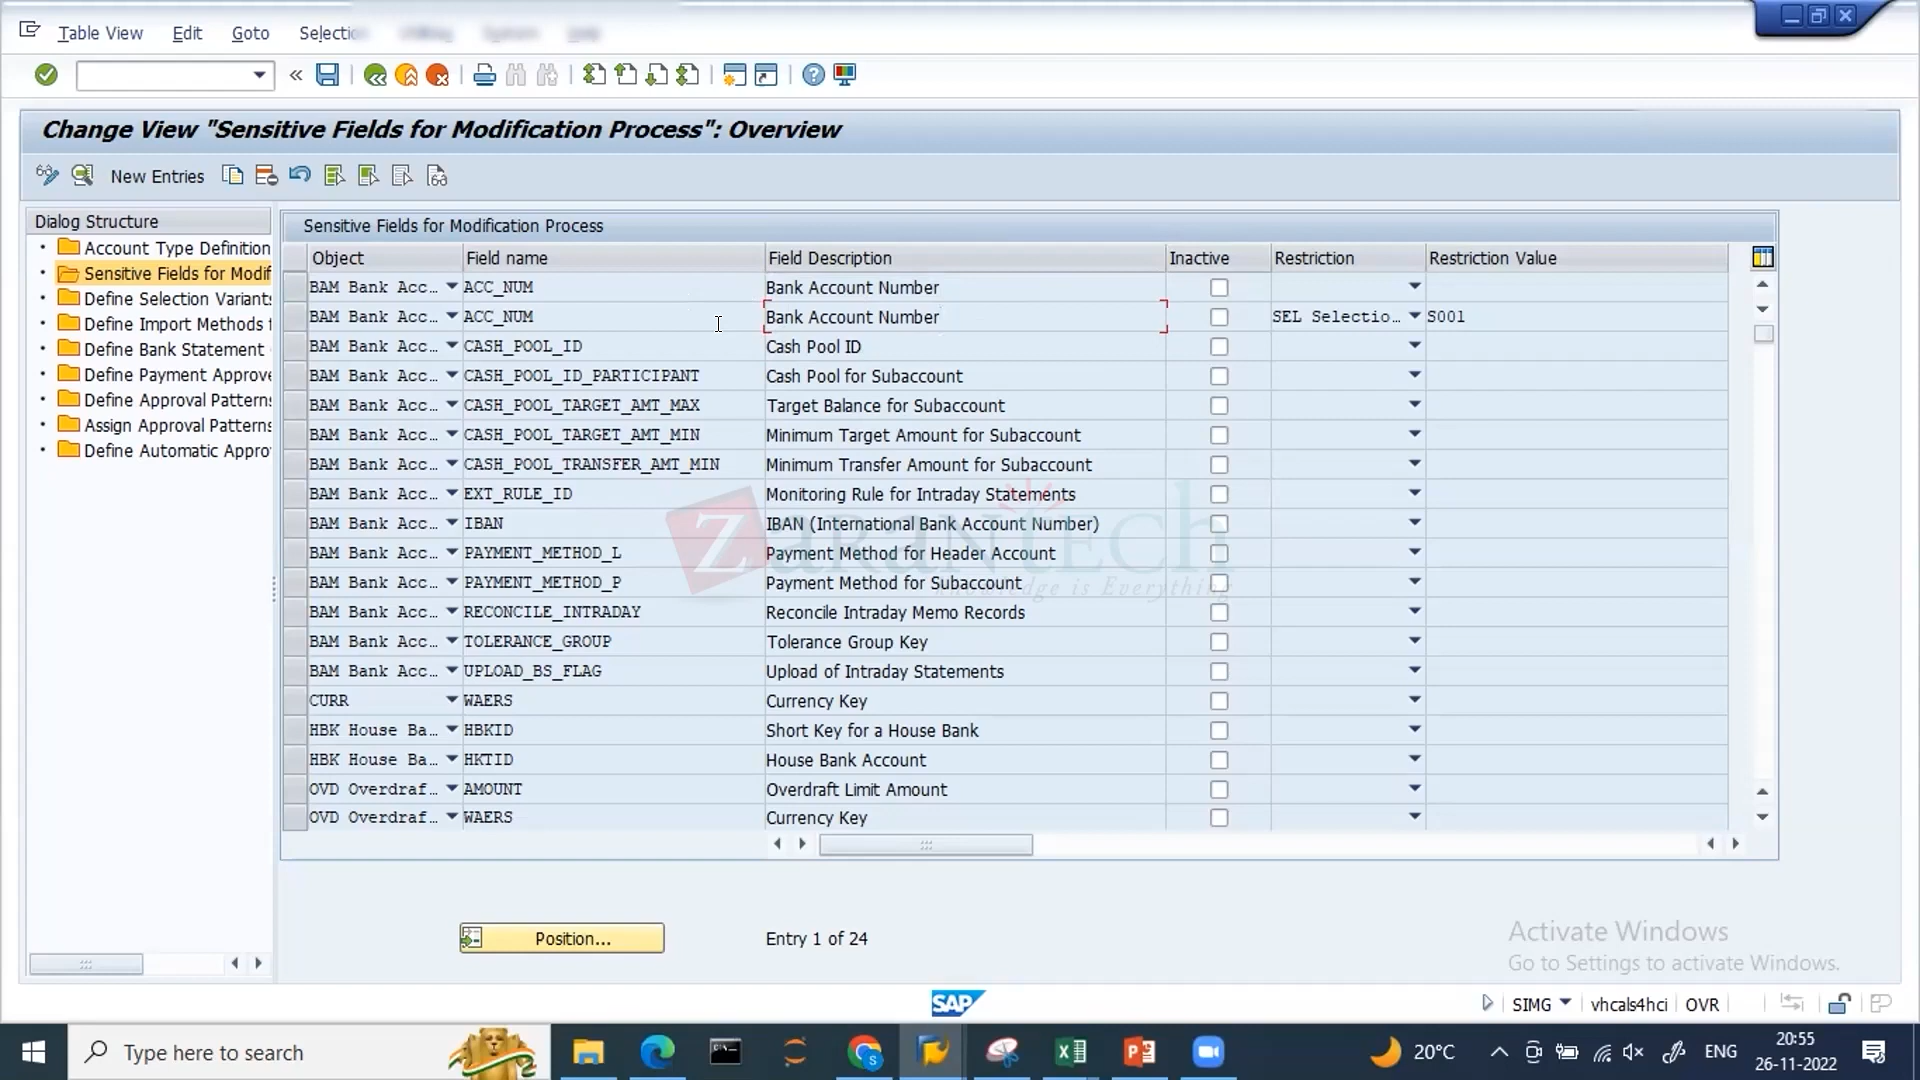 Table View Edit Goto Selectio
Change View "Sensitive Fields for Modification Process": Overview
New Entries
Dialog Structure
Account Type Definition
Sensitive Fields for Modif
Define Selection Variants
Define Import Methods f
Define Bank Statement
Define Payment Approve
Define Approval Patterns
Assign Approval Patterns
Define Automatic Appro
Sensitive Fields for Modification Process
Object Field name Field Description Inactive Restriction Restriction Value
BAM Bank Acc… ACC_NUM Bank Account Number
BAM Bank Acc… ACC_NUM Bank Account Number SEL Selectio… S001
BAM Bank Acc… CASH_POOL_ID Cash Pool ID
BAM Bank Acc… CASH_POOL_ID_PARTICIPANT Cash Pool for Subaccount
BAM Bank Acc… CASH_POOL_TARGET_AMT_MAX Target Balance for Subaccount
BAM Bank Acc… CASH_POOL_TARGET_AMT_MIN Minimum Target Amount for Subaccount
BAM Bank Acc… CASH_POOL_TRANSFER_AMT_MIN Minimum Transfer Amount for Subaccount
BAM Bank Acc… EXT_RULE_ID Monitoring Rule for Intraday Statements
BAM Bank Acc… IBAN IBAN (International Bank Account Number)
BAM Bank Acc… PAYMENT_METHOD_L Payment Method for Header Account
BAM Bank Acc… PAYMENT_METHOD_P Payment Method for Subaccount
BAM Bank Acc… RECONCILE_INTRADAY Reconcile Intraday Memo Records
BAM Bank Acc… TOLERANCE_GROUP Tolerance Group Key
BAM Bank Acc… UPLOAD_BS_FLAG Upload of Intraday Statements
CURR WAERS Currency Key
HBK House Ba… HBKID Short Key for a House Bank
HBK House Ba… HKTID House Bank Account
OVD Overdraf… AMOUNT Overdraft Limit Amount
OVD Overdraf… WAERS Currency Key
ZaranTech
Knowledge is Everything
Position... Entry 1 of 24
Activate Windows
Go to Settings to activate Windows.
SAP SIMG vhcals4hci OVR
Type here to search 20°C ENG 20:55
26-11-2022